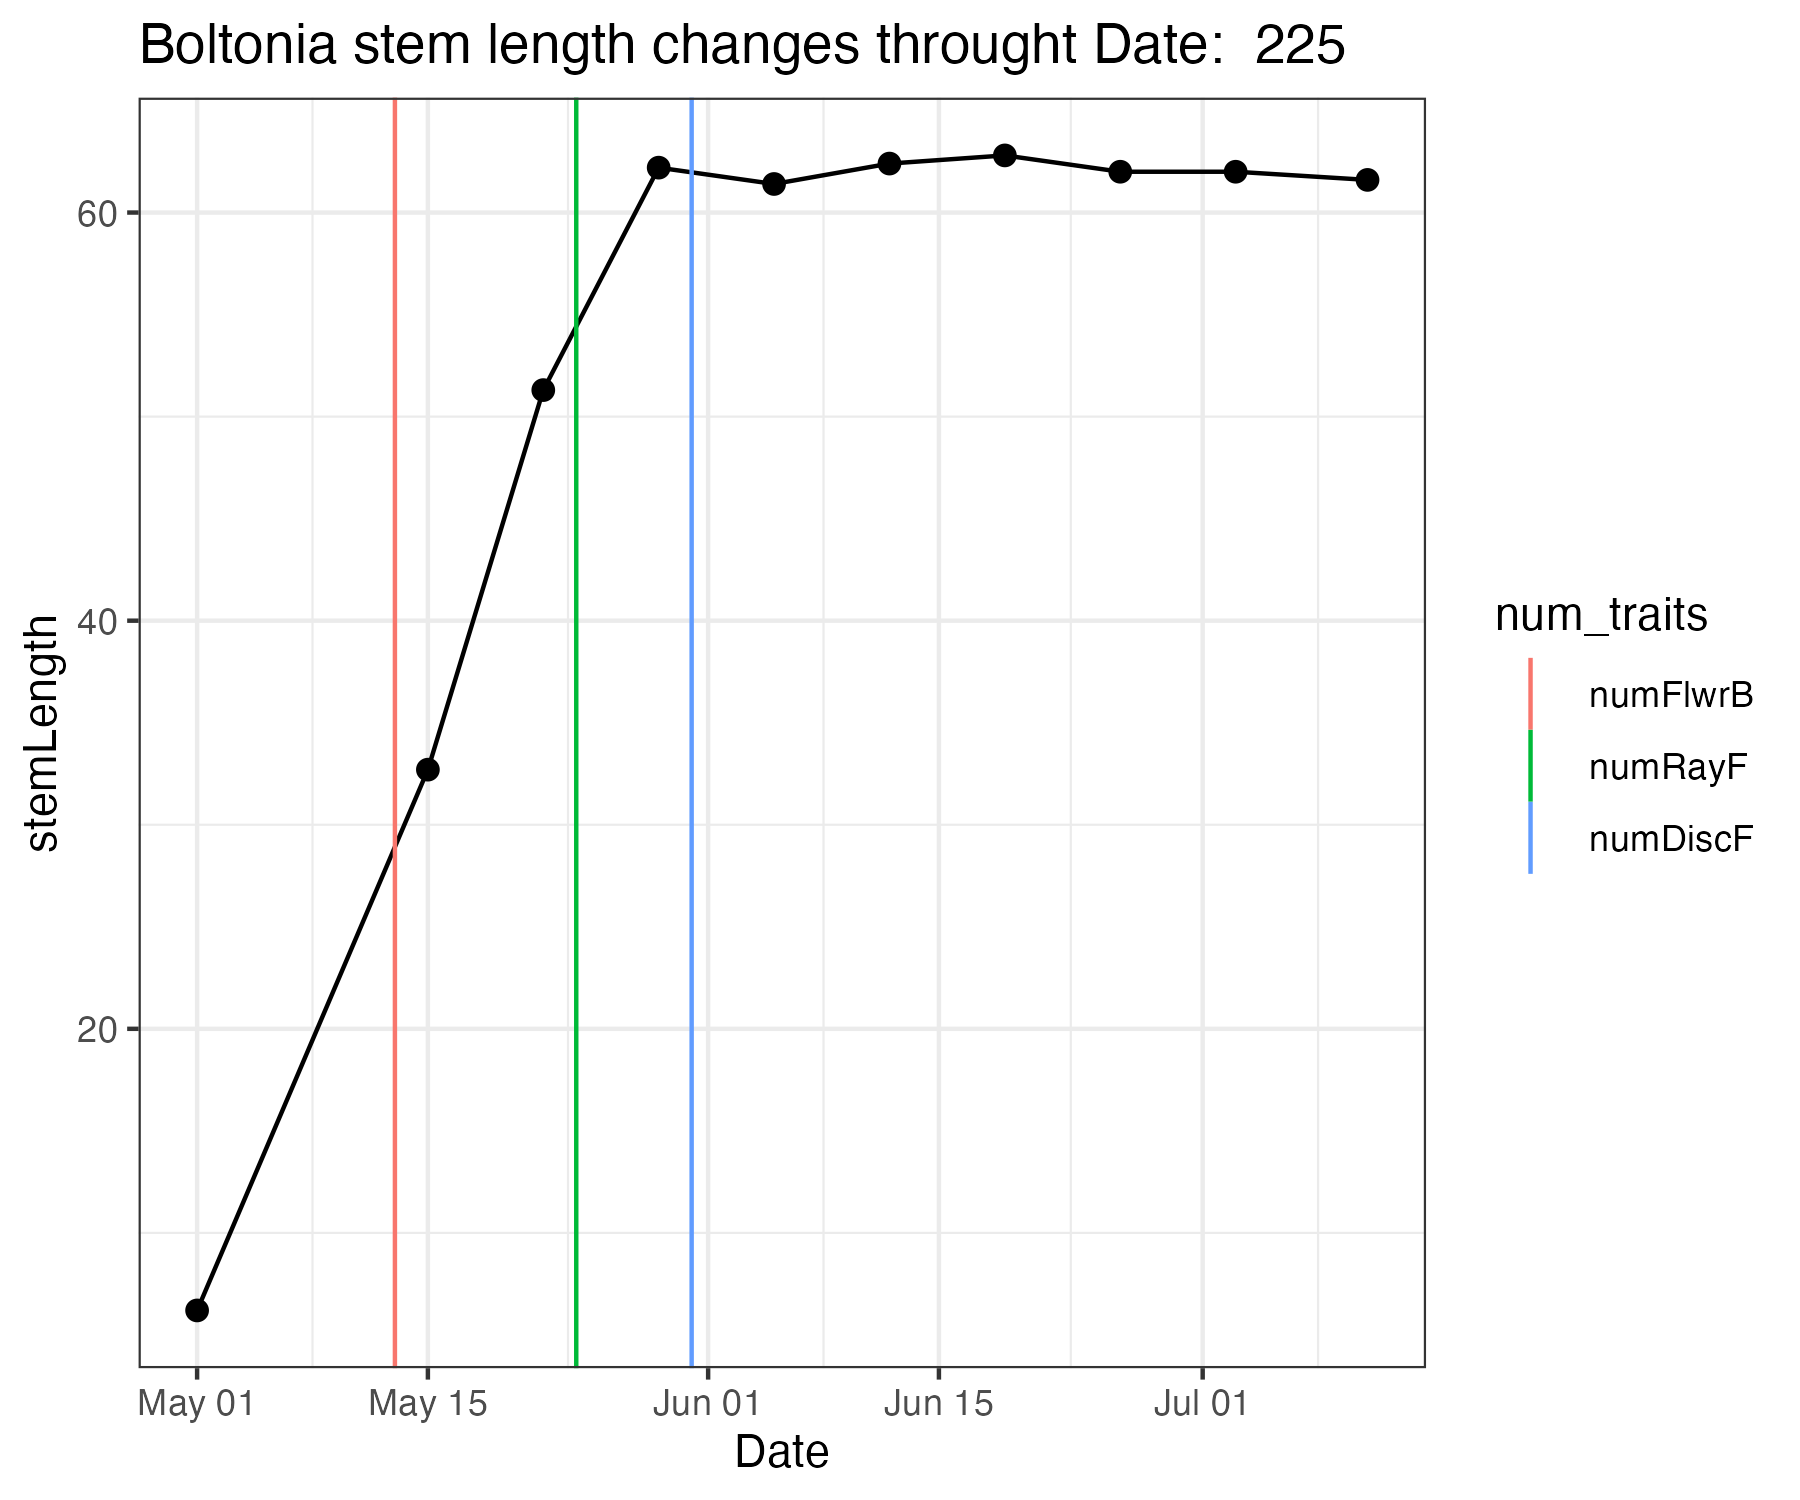 Boltonia stem length changes throught Date:  225
60
40
20
stemLength
May 01
May 15
Jun 01
Jun 15
Jul 01
Date
num_traits
numFlwrB
numRayF
numDiscF